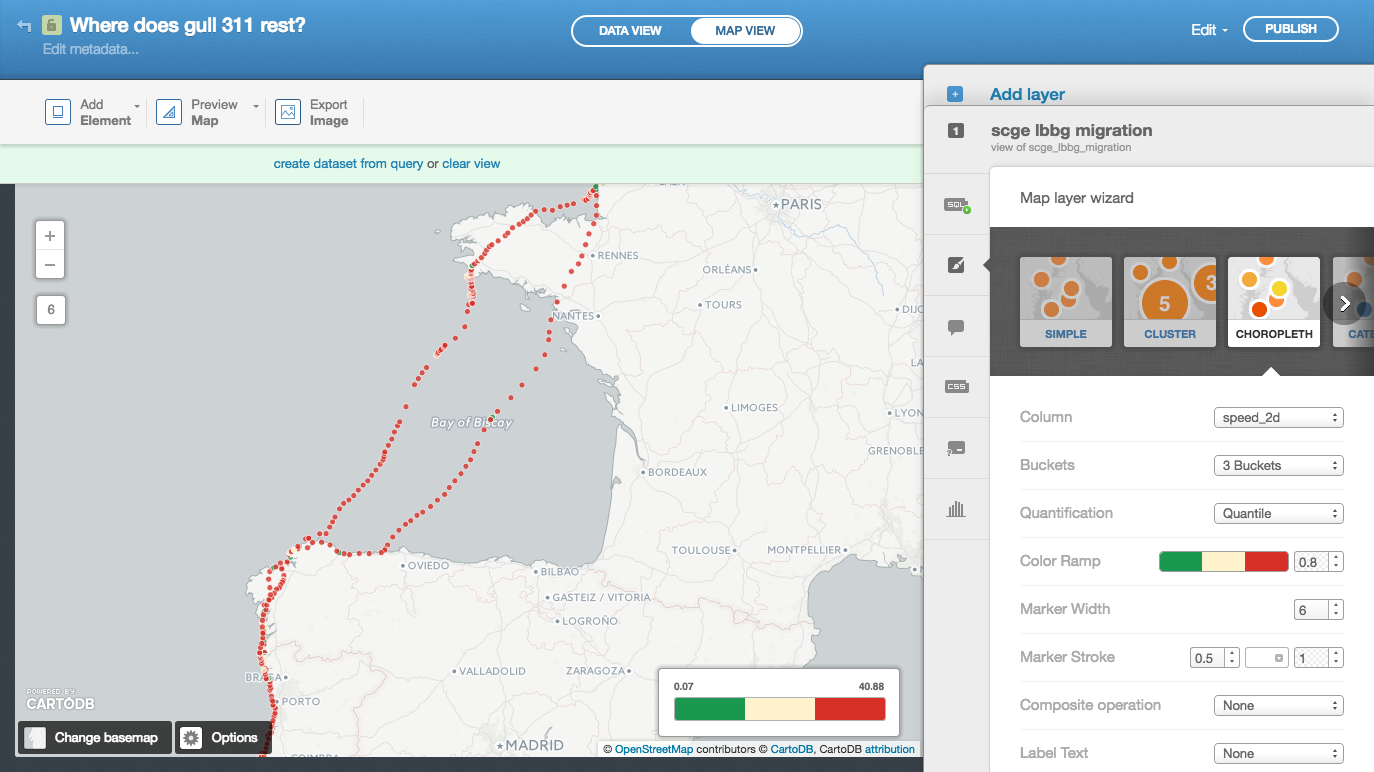 Where does gull 311 rest?
Edit metadata...
DATA VIEW
MAP VIEW
Edit
PUBLISH
Add Element
Preview Map
Export Image
create dataset from query or clear view
+
−
6
PARIS
RENNES
ORLÉANS
TOURS
NANTES
LIMOGES
LYON
GRENOBLE
Bay of Biscay
BORDEAUX
TOULOUSE
MONTPELLIER
OVIEDO
BILBAO
GASTEIZ / VITORIA
LOGROÑO
VALLADOLID
ZARAGOZA
BRAGA
PORTO
MADRID
COIMBRA
POWERED BY
CARTODB
Change basemap
Options
0.07
40.88
© OpenStreetMap contributors © CartoDB, CartoDB attribution
Add layer
1
scge lbbg migration
view of scge_lbbg_migration
SQL
CSS
Map layer wizard
SIMPLE
5
3
CLUSTER
CHOROPLETH
CATE
Column
speed_2d
Buckets
3 Buckets
Quantification
Quantile
Color Ramp
0.8
Marker Width
6
Marker Stroke
0.5
1
Composite operation
None
Label Text
None